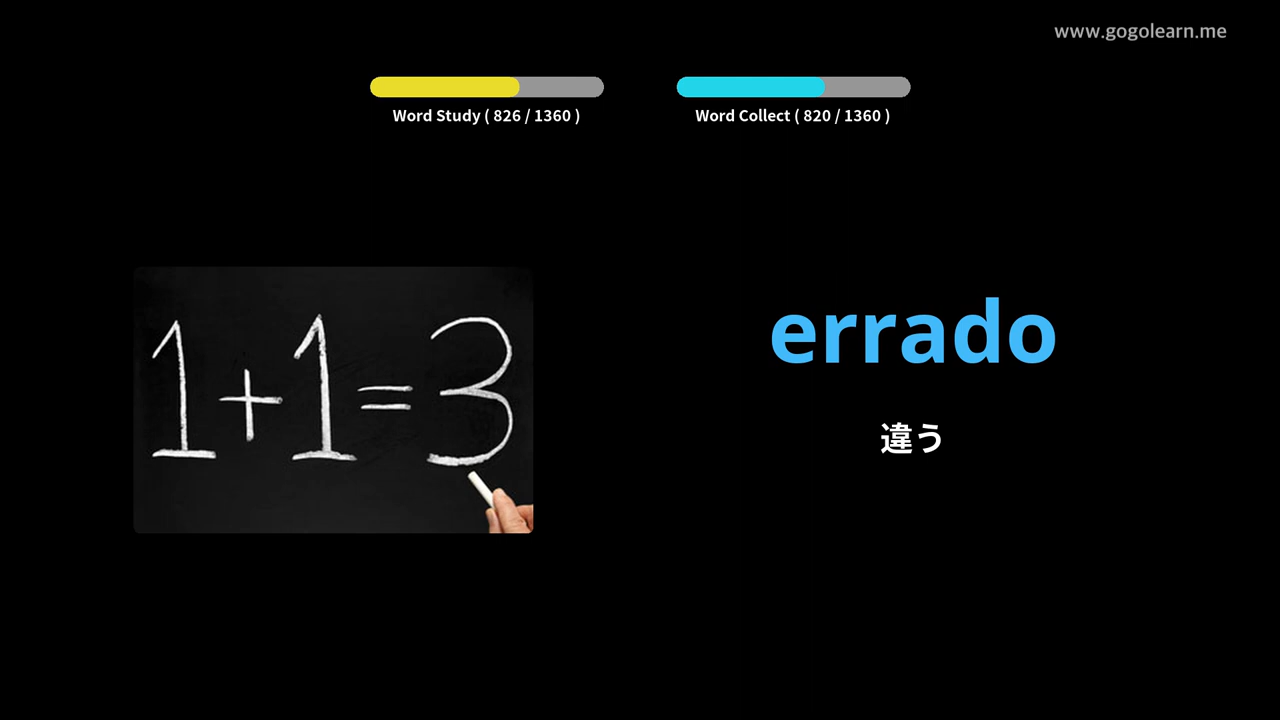 www.gogolearn.me
Word Study ( 826 / 1360 )
Word Collect ( 820 / 1360 )
1+1=3
errado
違う